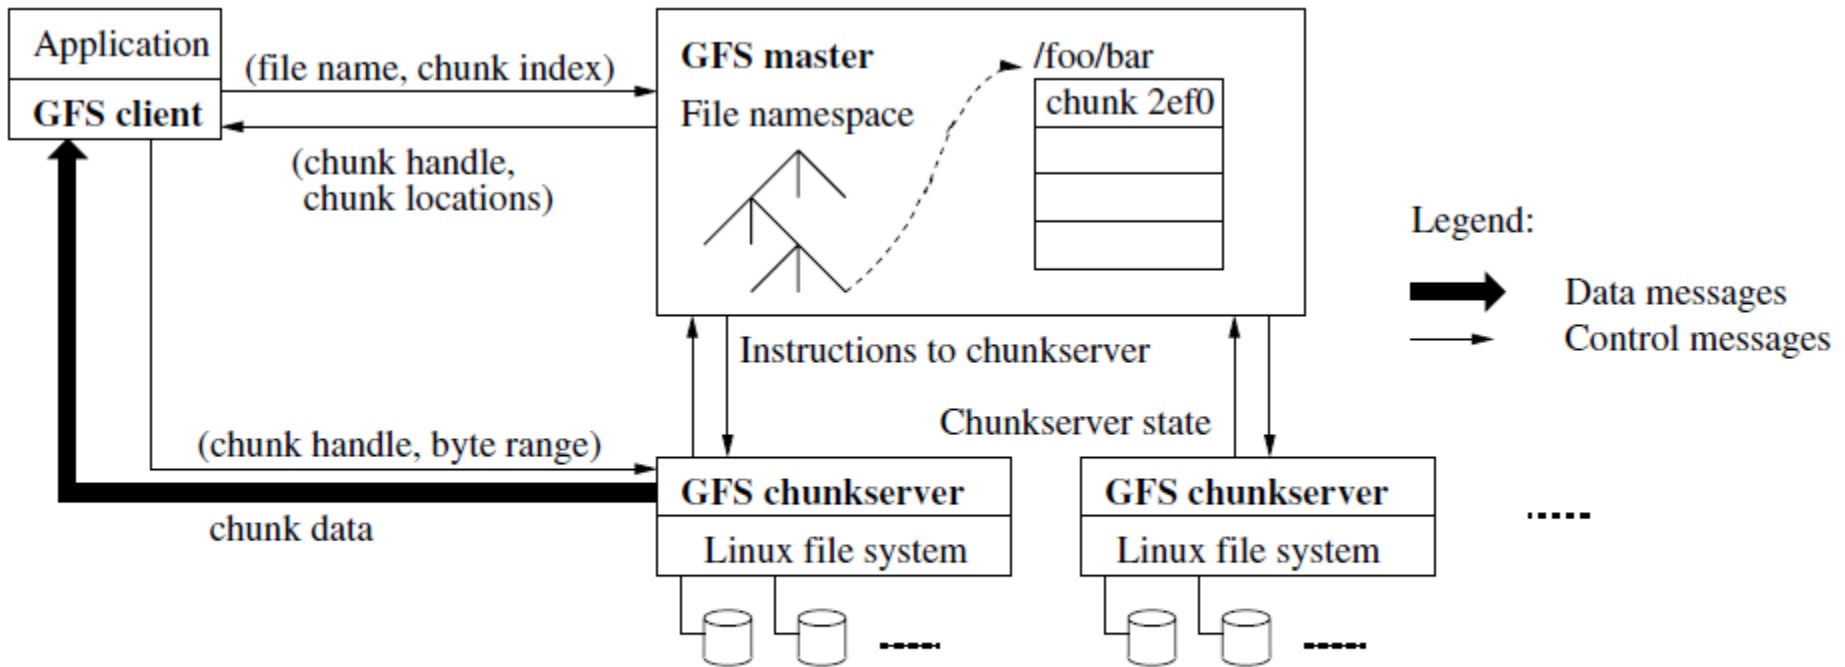 Application
GFS client
(file name, chunk index)
(chunk handle,
chunk locations)
GFS master
File namespace
/foo/bar
chunk 2ef0
Legend:
Data messages
Control messages
Instructions to chunkserver
Chunkserver state
(chunk handle, byte range)
chunk data
GFS chunkserver
Linux file system
GFS chunkserver
Linux file system